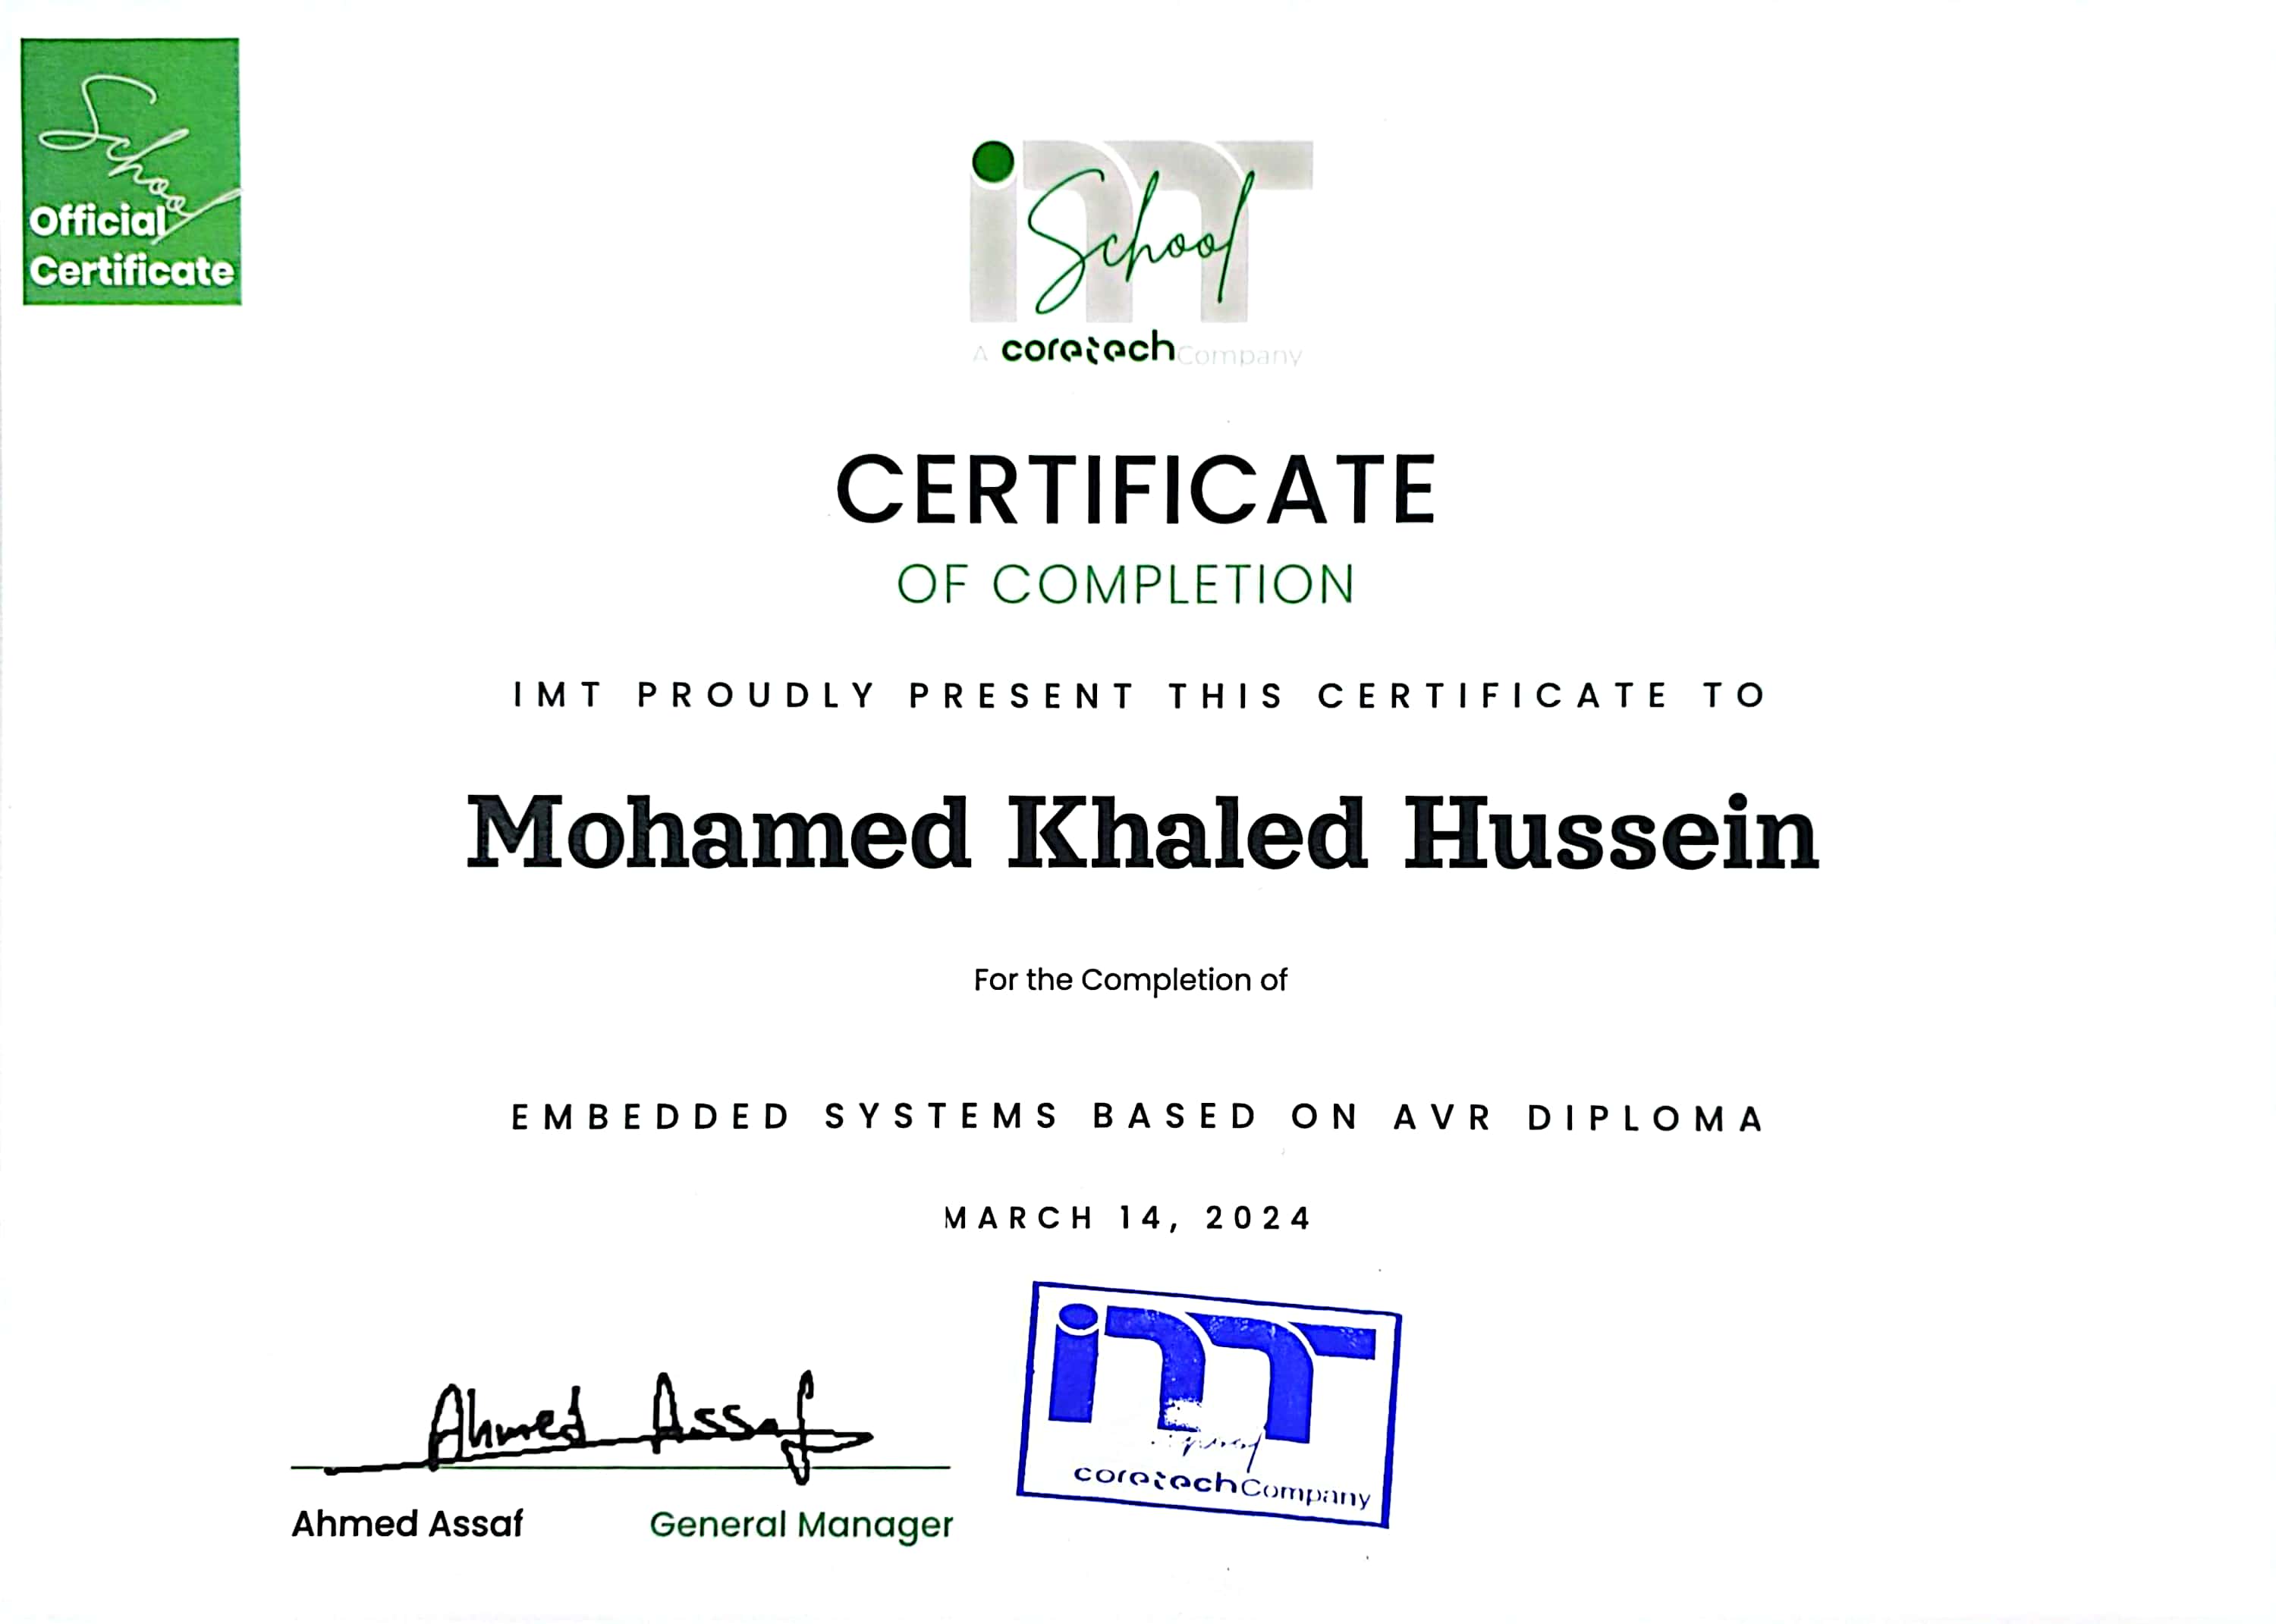 School
Official
Certificate
imT
School
A coretech Company
CERTIFICATE
OF COMPLETION
IMT PROUDLY PRESENT THIS CERTIFICATE TO
Mohamed Khaled Hussein
For the Completion of
EMBEDDED SYSTEMS BASED ON AVR DIPLOMA
MARCH 14, 2024
Ahmed Assaf
Ahmed Assaf General Manager
imT
coretech Company